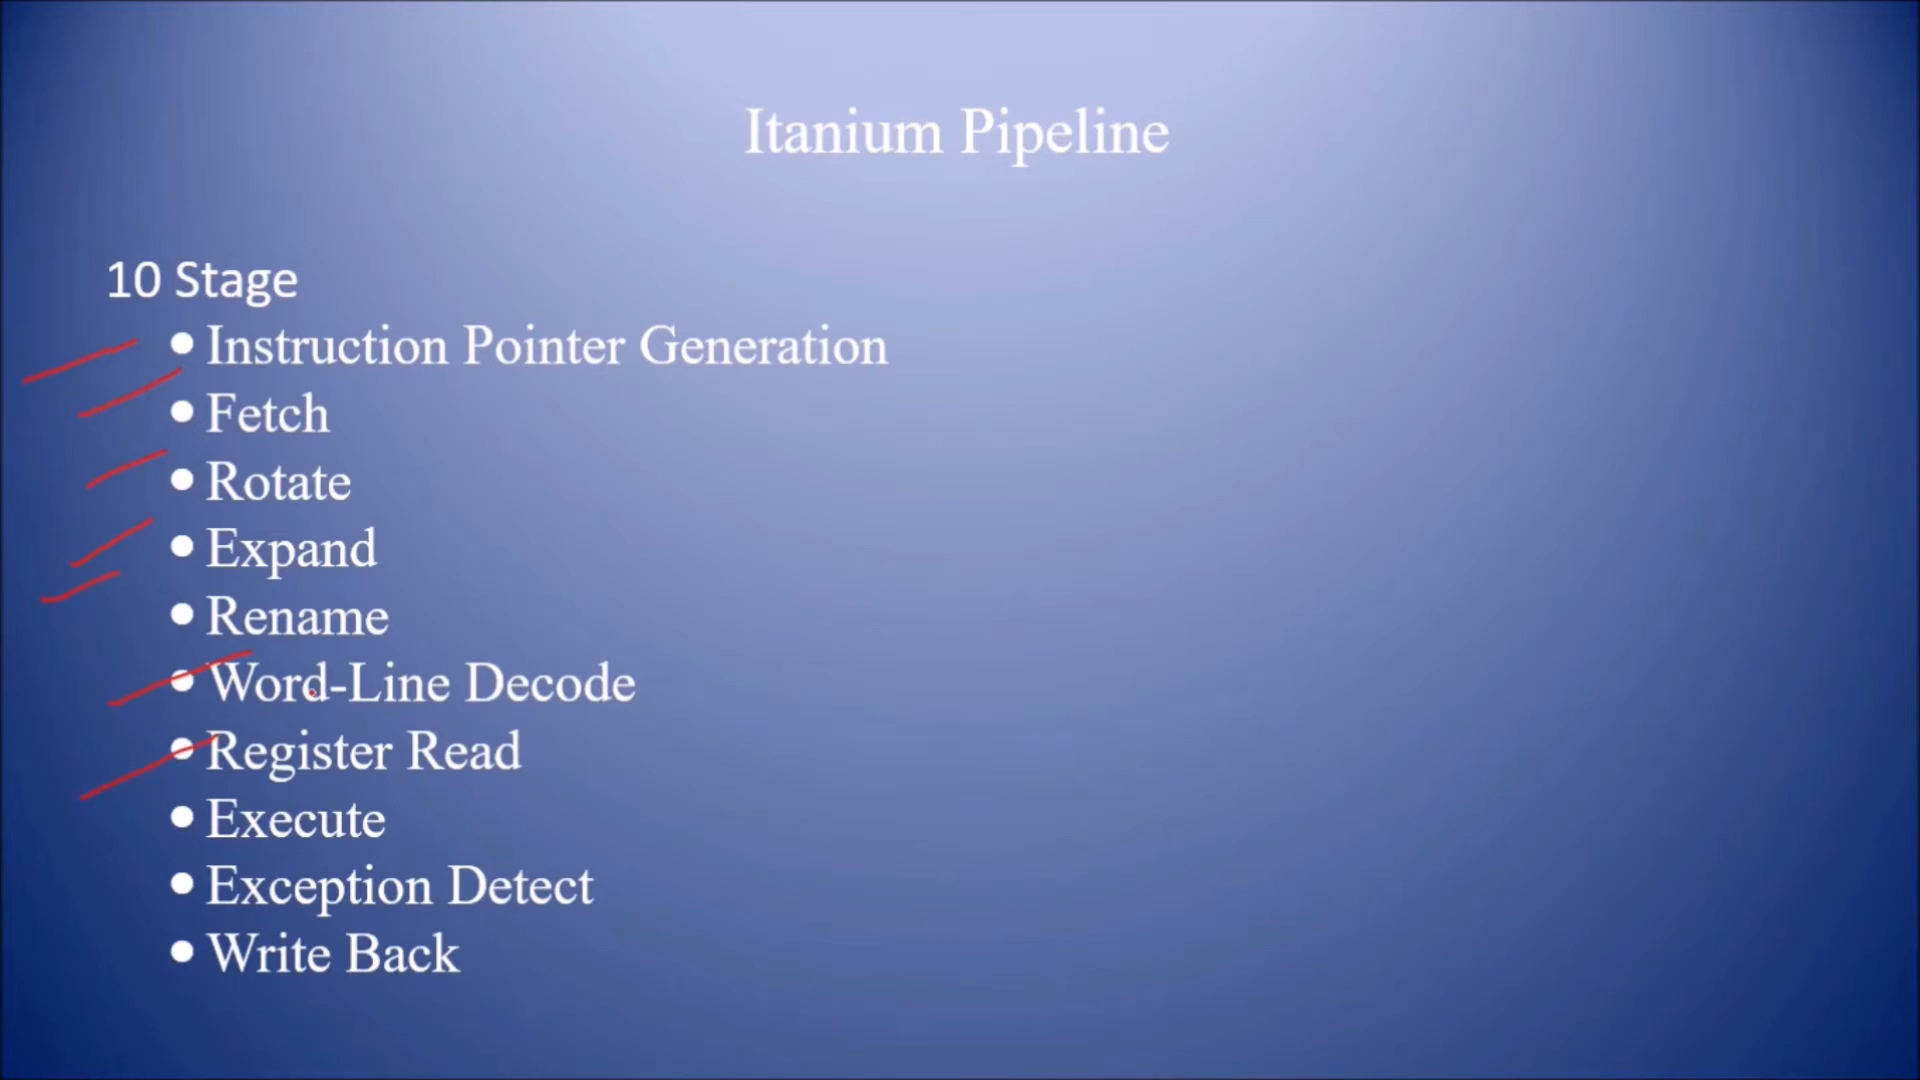 Itanium Pipeline
10 Stage
• Instruction Pointer Generation
• Fetch
• Rotate
• Expand
• Rename
• Word-Line Decode
• Register Read
• Execute
• Exception Detect
• Write Back